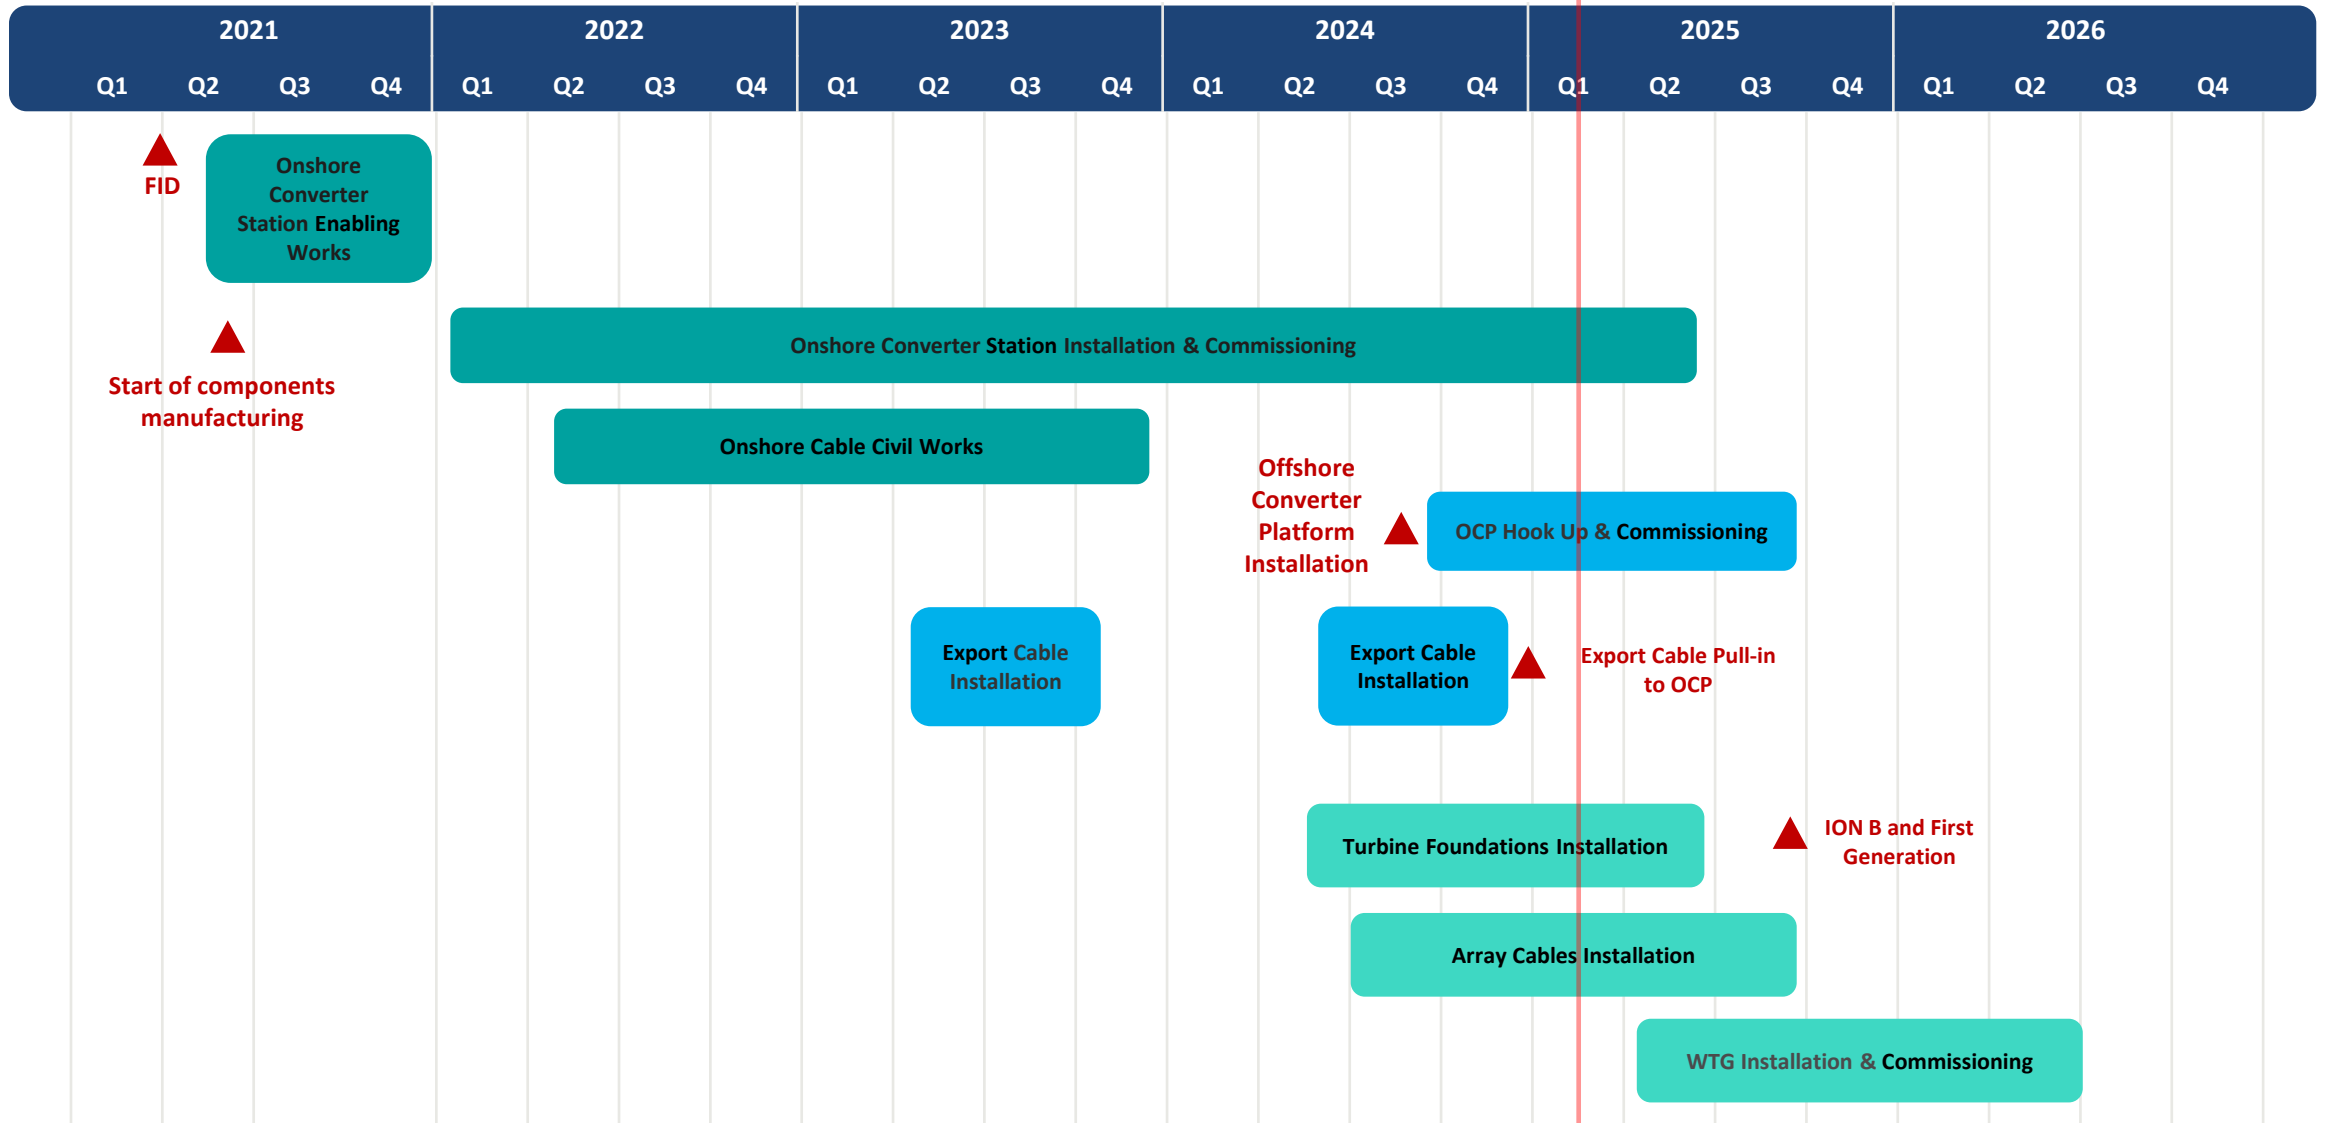 2021 2022 2023 2024 2025 2026
Q1 Q2 Q3 Q4 Q1 Q2 Q3 Q4 Q1 Q2 Q3 Q4 Q1 Q2 Q3 Q4 Q1 Q2 Q3 Q4 Q1 Q2 Q3 Q4
FID
Onshore
Converter
Station Enabling
Works
Start of components
manufacturing
Onshore Converter Station Installation & Commissioning
Onshore Cable Civil Works
Offshore
Converter
Platform
Installation
OCP Hook Up & Commissioning
Export Cable
Installation
Export Cable
Installation
Export Cable Pull-in
to OCP
Turbine Foundations Installation
ION B and First
Generation
Array Cables Installation
WTG Installation & Commissioning